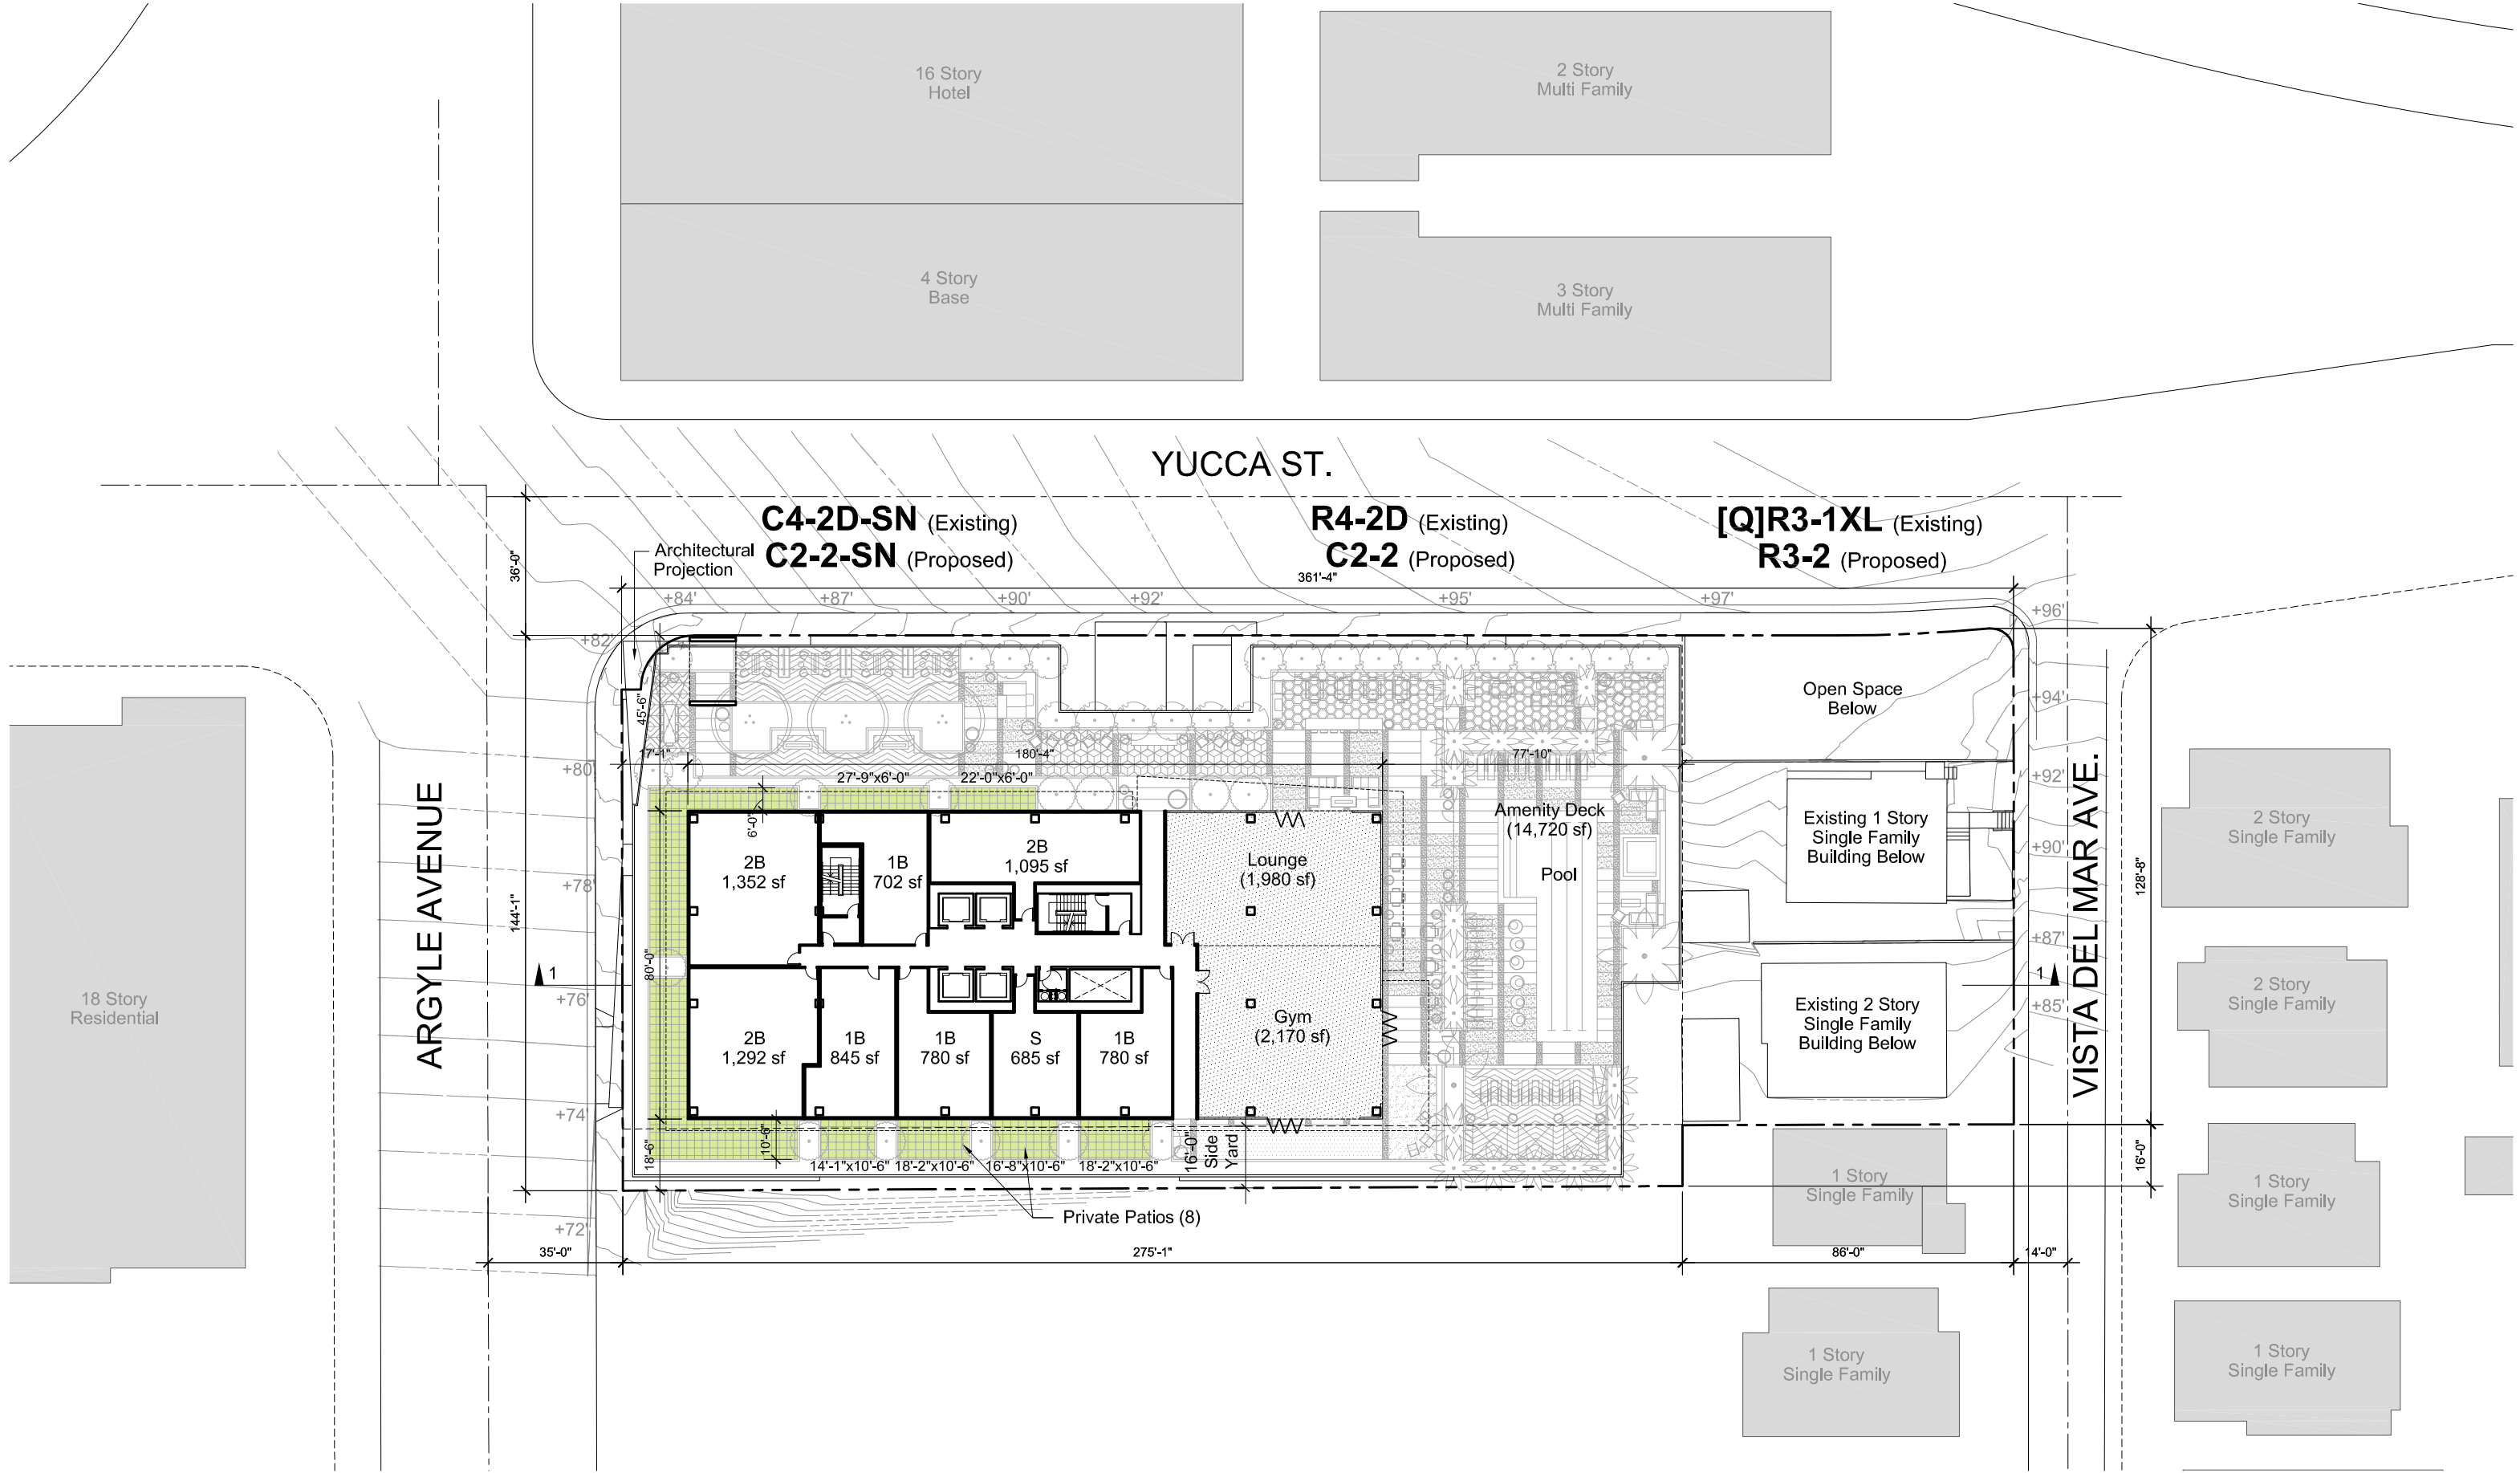 16 Story
Hotel
2 Story
Multi Family
4 Story
Base
3 Story
Multi Family
YUCCA ST.
C4-2D-SN (Existing)
C2-2-SN (Proposed)
R4-2D (Existing)
C2-2 (Proposed)
[Q]R3-1XL (Existing)
R3-2 (Proposed)
Architectural
Projection
36'-0"
361'-4"
+84'
+87'
+90'
+92'
+95'
+97'
+96'
+82'
+94'
Open Space
Below
45'-6"
17'-1"
180'-4"
77'-10"
+80'
27'-9"x6'-0"
22'-0"x6'-0"
+92'
6'-0"
Amenity Deck
(14,720 sf)
Pool
Existing 1 Story
Single Family
Building Below
2 Story
Single Family
ARGYLE AVENUE
VISTA DEL MAR AVE.
2B
1,352 sf
1B
702 sf
2B
1,095 sf
Lounge
(1,980 sf)
+90'
+78'
144'-1"
128'-8"
+87'
80'-0"
1
1
+76'
+85'
18 Story
Residential
2 Story
Single Family
Existing 2 Story
Single Family
Building Below
2B
1,292 sf
1B
845 sf
1B
780 sf
S
685 sf
1B
780 sf
Gym
(2,170 sf)
+74'
18'-6"
10'-6"
14'-1"x10'-6"
18'-2"x10'-6"
16'-8"x10'-6"
18'-2"x10'-6"
16'-0"
Side
Yard
16'-0"
1 Story
Single Family
1 Story
Single Family
Private Patios (8)
+72'
35'-0"
275'-1"
86'-0"
14'-0"
1 Story
Single Family
1 Story
Single Family